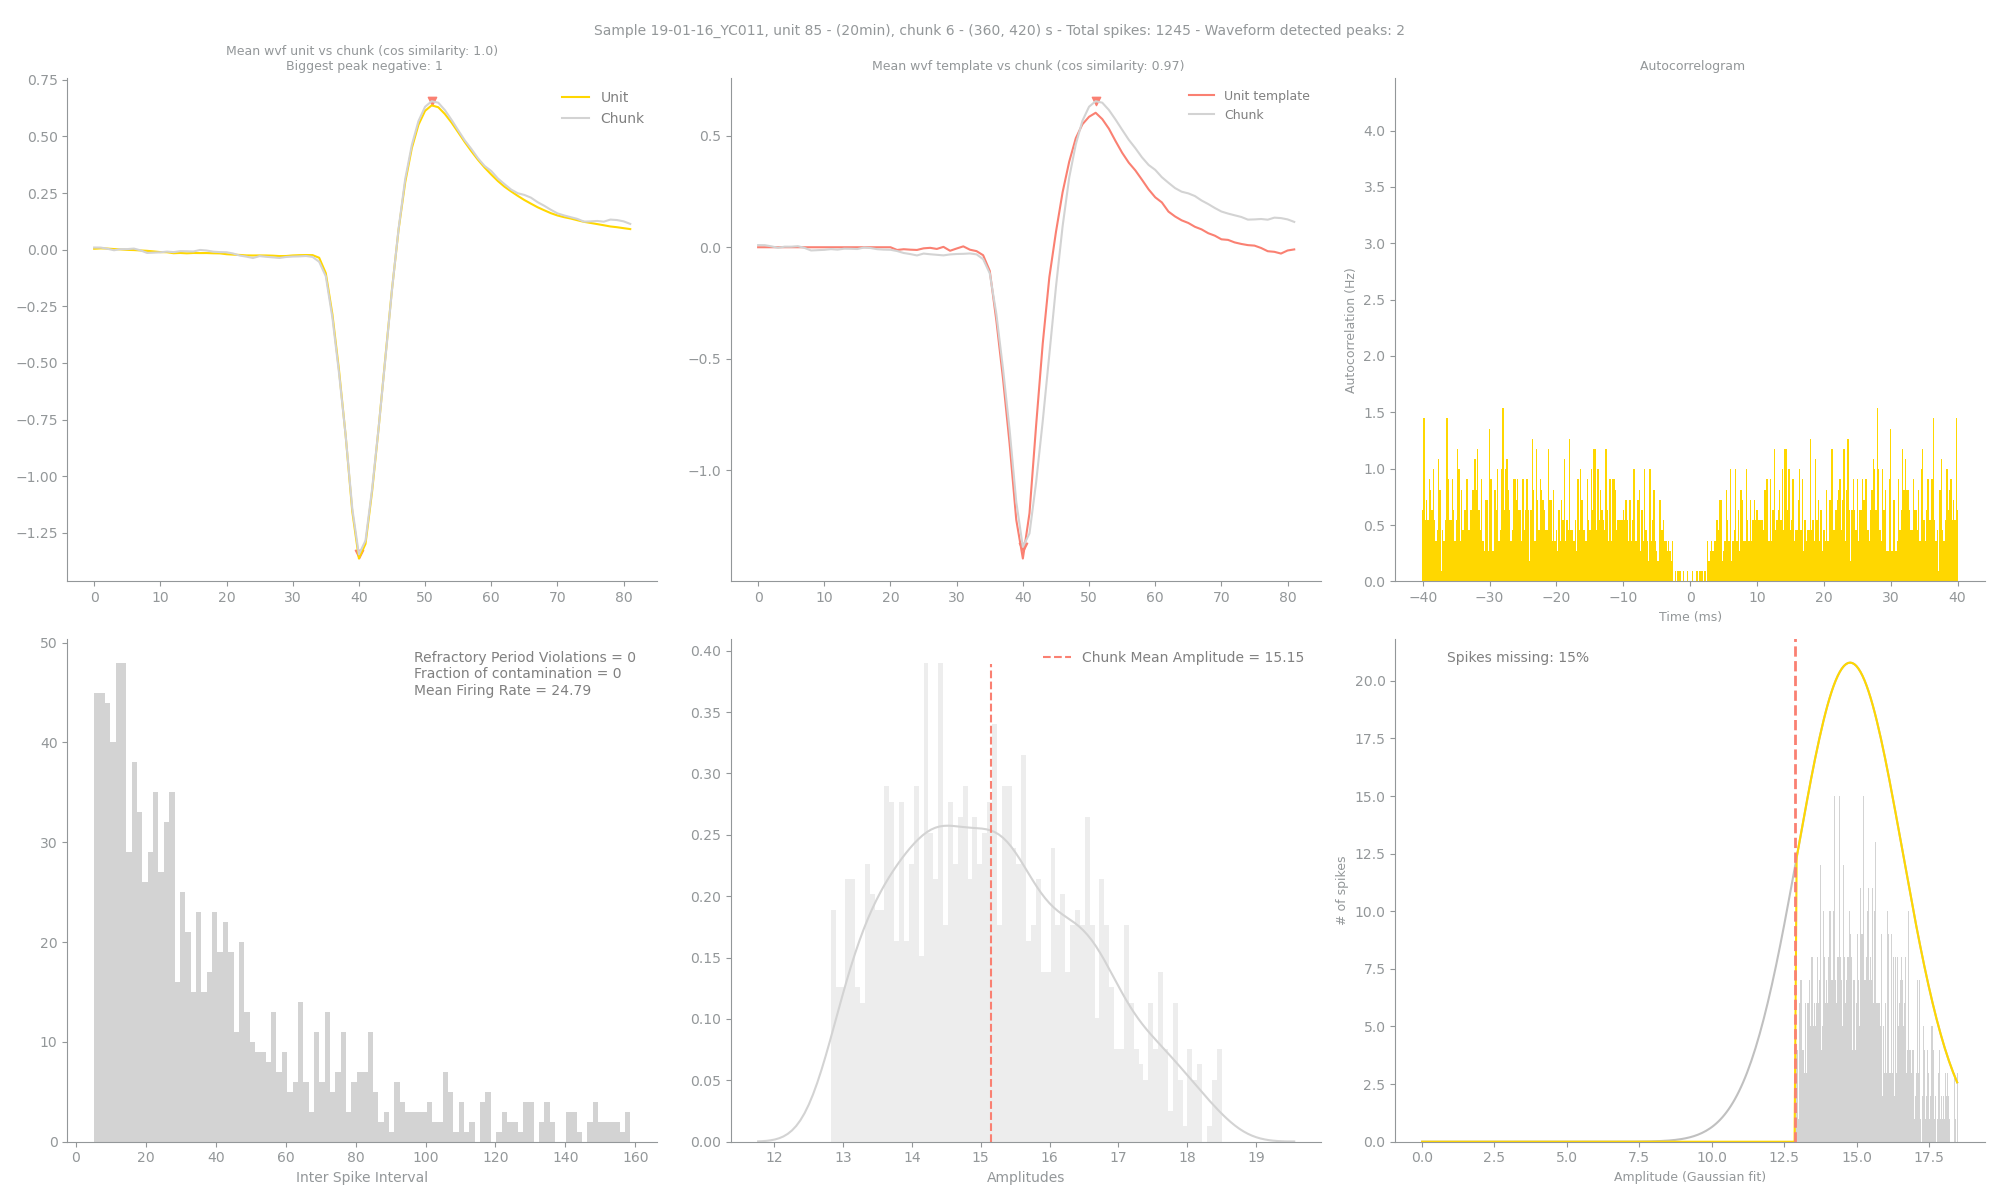 Sample 19-01-16_YC011, unit 85 - (20min), chunk 6 - (360, 420) s - Total spikes: 1245 - Waveform detected peaks: 2
Mean wvf unit vs chunk (cos similarity: 1.0)
Biggest peak negative: 1
Unit
Chunk
0.75
0.50
0.25
0.00
−0.25
−0.50
−0.75
−1.00
−1.25
0 10 20 30 40 50 60 70 80
Mean wvf template vs chunk (cos similarity: 0.97)
Unit template
Chunk
0.5
0.0
−0.5
−1.0
0 10 20 30 40 50 60 70 80
Autocorrelogram
Autocorrelation (Hz)
4.0
3.5
3.0
2.5
2.0
1.5
1.0
0.5
0.0
−40 −30 −20 −10 0 10 20 30 40
Time (ms)
Refractory Period Violations = 0
Fraction of contamination = 0
Mean Firing Rate = 24.79
50
40
30
20
10
0
0 20 40 60 80 100 120 140 160
Inter Spike Interval
Chunk Mean Amplitude = 15.15
0.40
0.35
0.30
0.25
0.20
0.15
0.10
0.05
0.00
12 13 14 15 16 17 18 19
Amplitudes
Spikes missing: 15%
# of spikes
20.0
17.5
15.0
12.5
10.0
7.5
5.0
2.5
0.0
0.0 2.5 5.0 7.5 10.0 12.5 15.0 17.5
Amplitude (Gaussian fit)